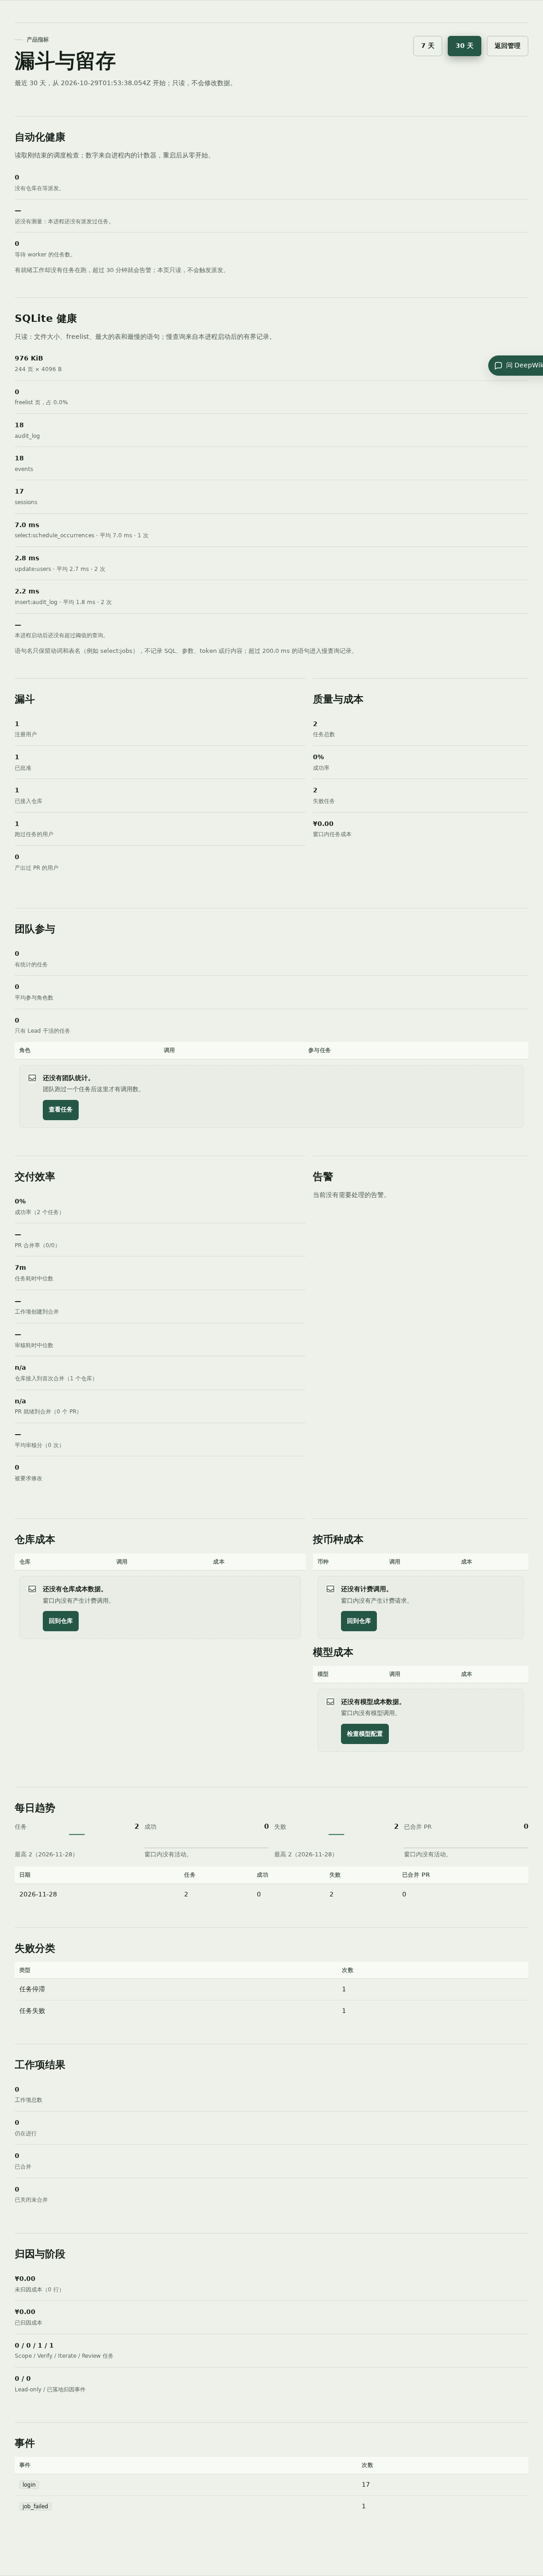 产品指标
漏斗与留存
最近 30 天，从 2026-10-29T01:53:38.054Z 开始；只读，不会修改数据。
7 天
30 天
返回管理
自动化健康
读取刚结束的调度检查；数字来自进程内的计数器，重启后从零开始。
0
没有仓库在等派发。
—
还没有测量：本进程还没有派发过任务。
0
等待 worker 的任务数。
有就绪工作却没有任务在跑，超过 30 分钟就会告警；本页只读，不会触发派发。
SQLite 健康
只读：文件大小、freelist、最大的表和最慢的语句；慢查询来自本进程启动后的有界记录。
976 KiB
244 页 × 4096 B
问 DeepWik
0
freelist 页，占 0.0%
18
audit_log
18
events
17
sessions
7.0 ms
select:schedule_occurrences · 平均 7.0 ms · 1 次
2.8 ms
update:users · 平均 2.7 ms · 2 次
2.2 ms
insert:audit_log · 平均 1.8 ms · 2 次
—
本进程启动后还没有超过阈值的查询。
语句名只保留动词和表名（例如 select:jobs），不记录 SQL、参数、token 或行内容；超过 200.0 ms 的语句进入慢查询记录。
漏斗
1
注册用户
1
已批准
1
已接入仓库
1
跑过任务的用户
0
产出过 PR 的用户
质量与成本
2
任务总数
0%
成功率
2
失败任务
¥0.00
窗口内任务成本
团队参与
0
有统计的任务
0
平均参与角色数
0
只有 Lead 干活的任务
角色 调用 参与任务
还没有团队统计。
团队跑过一个任务后这里才有调用数。
查看任务
交付效率
0%
成功率（2 个任务）
—
PR 合并率（0/0）
7m
任务耗时中位数
—
工作项创建到合并
—
审核耗时中位数
n/a
仓库接入到首次合并（1 个仓库）
n/a
PR 就绪到合并（0 个 PR）
—
平均审核分（0 次）
0
被要求修改
告警
当前没有需要处理的告警。
仓库成本
仓库 调用 成本
还没有仓库成本数据。
窗口内没有产生计费调用。
回到仓库
按币种成本
币种 调用 成本
还没有计费调用。
窗口内没有产生计费请求。
回到仓库
模型成本
模型 调用 成本
还没有模型成本数据。
窗口内没有模型调用。
检查模型配置
每日趋势
任务 2 成功 0 失败 2 已合并 PR 0
最高 2（2026-11-28） 窗口内没有活动。 最高 2（2026-11-28） 窗口内没有活动。
日期 任务 成功 失败 已合并 PR
2026-11-28 2 0 2 0
失败分类
类型 次数
任务停滞 1
任务失败 1
工作项结果
0
工作项总数
0
仍在进行
0
已合并
0
已关闭未合并
归因与阶段
¥0.00
未归因成本（0 行）
¥0.00
已归因成本
0 / 0 / 1 / 1
Scope / Verify / Iterate / Review 任务
0 / 0
Lead-only / 已落地归因事件
事件
事件 次数
login 17
job_failed 1